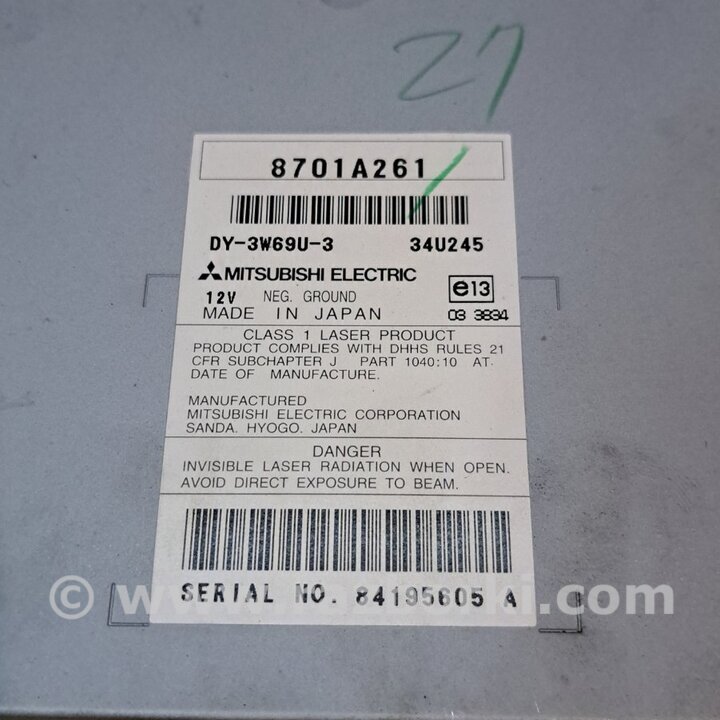 27
8701A261
DY-3W69U-3 34U245
MITSUBISHI ELECTRIC
e13
12V NEG. GROUND
MADE IN JAPAN 03 3834
CLASS 1 LASER PRODUCT
PRODUCT COMPLIES WITH DHHS RULES 21
CFR SUBCHAPTER J PART 1040:10 AT.
DATE OF MANUFACTURE.
MANUFACTURED
MITSUBISHI ELECTRIC CORPORATION
SANDA. HYOGO. JAPAN
DANGER
INVISIBLE LASER RADIATION WHEN OPEN.
AVOID DIRECT EXPOSURE TO BEAM.
SERIAL NO. 84195605 A